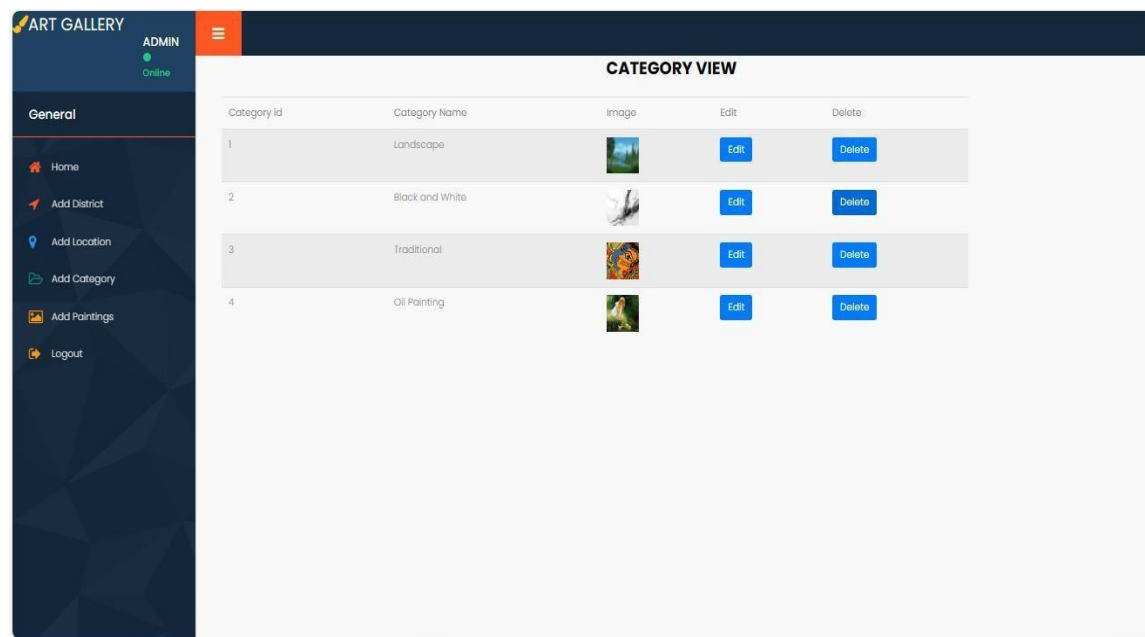 ART GALLERY
ADMIN
Online
General
Home
Add District
Add Location
Add Category
Add Paintings
Logout
CATEGORY VIEW
Category id Category Name Image Edit Delete
1 Landscape Edit Delete
2 Black and White Edit Delete
3 Traditional Edit Delete
4 Oil Painting Edit Delete